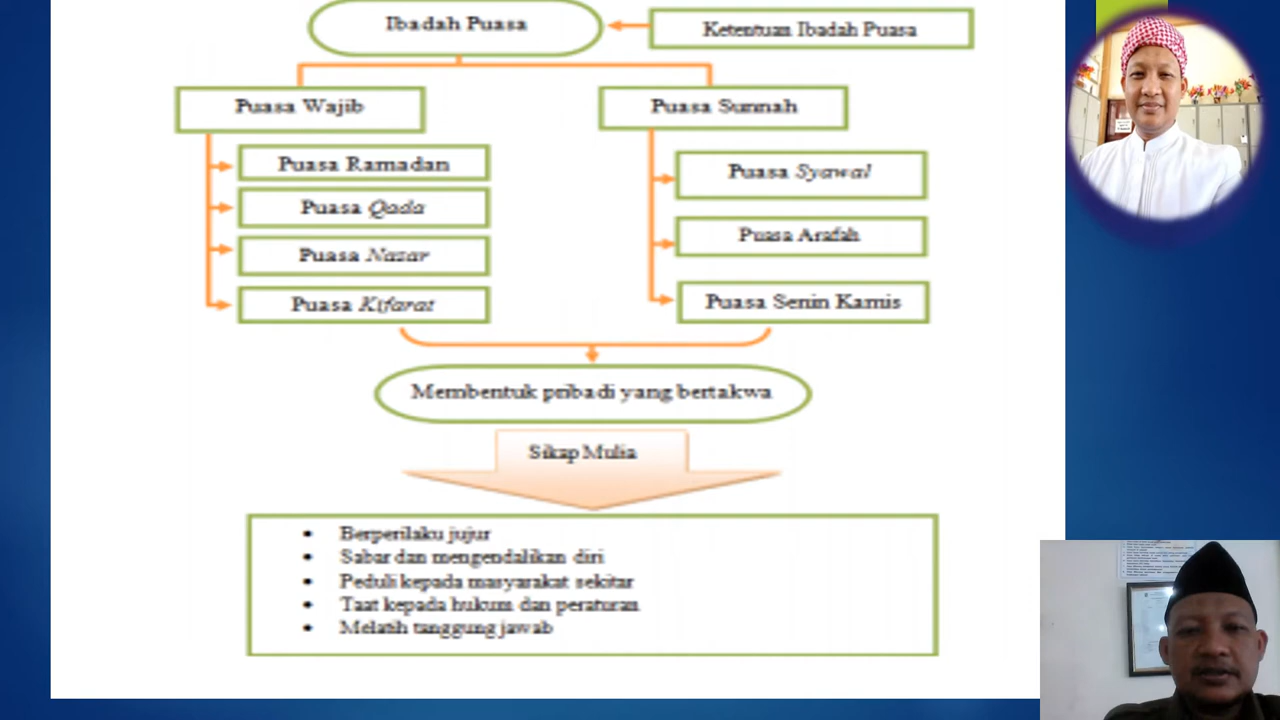 Ibadah Puasa
Ketentuan Ibadah Puasa
Puasa Wajib
Puasa Sunnah
Puasa Ramadan
Puasa Qada
Puasa Nazar
Puasa Kifarat
Puasa Syawal
Puasa Arafah
Puasa Senin Kamis
Membentuk pribadi yang bertakwa
Sikap Mulia
• Berperilaku jujur
• Sabar dan mengendalikan diri
• Peduli kepada masyarakat sekitar
• Taat kepada hukum dan peraturan
• Melatih tanggung jawab